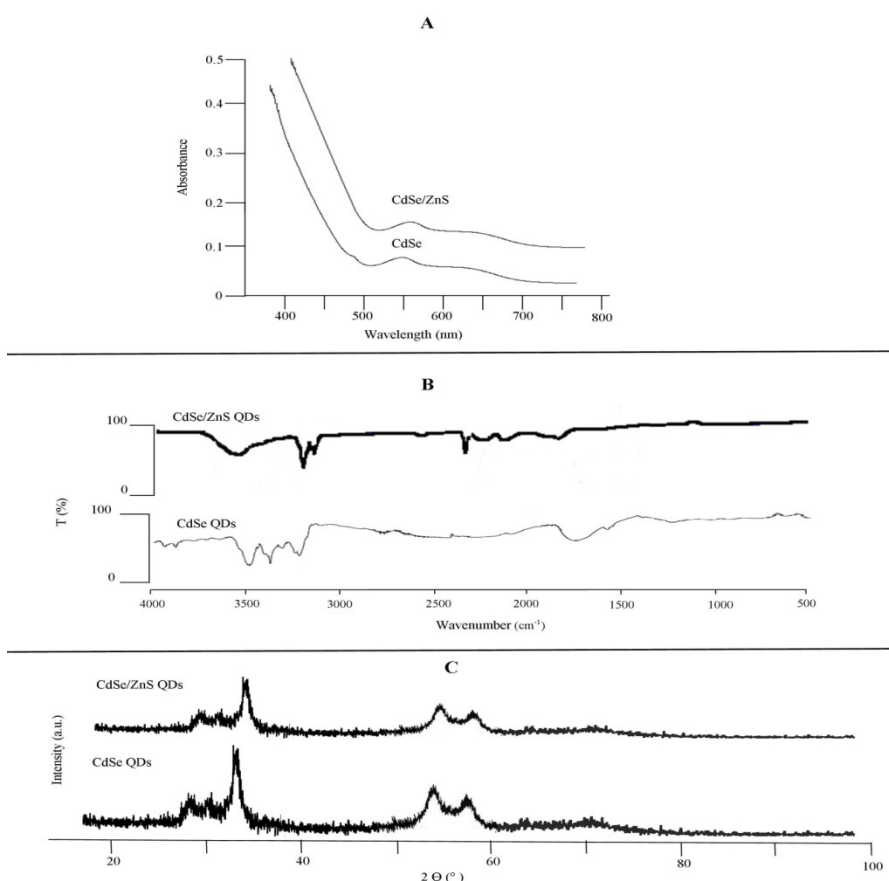 A
0.5
0.4
0.3
0.2
0.1
0
Absorbance
CdSe/ZnS
CdSe
400 500 600 700 800
Wavelength (nm)
B
100
CdSe/ZnS QDs
0
100
CdSe QDs
0
T (%)
4000 3500 3000 2500 2000 1500 1000 500
Wavenumber (cm⁻¹)
C
CdSe/ZnS QDs
CdSe QDs
Intensity (a.u.)
20 40 60 80 100
2 Θ (°)